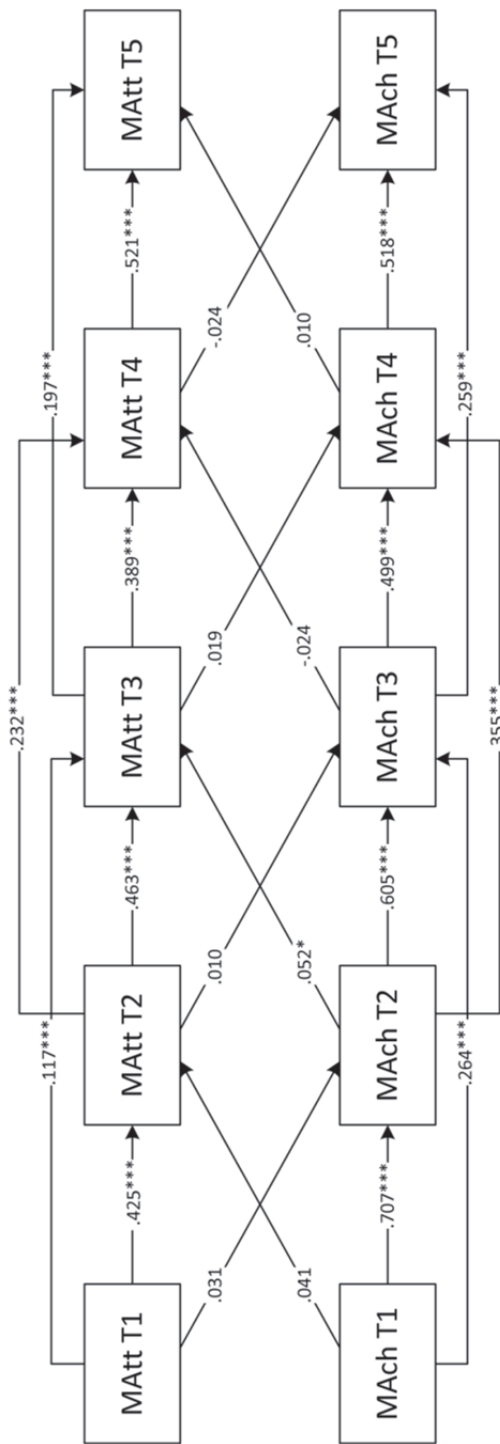 .117***
.232***
.197***
MAtt T1
.425***
MAtt T2
.463***
MAtt T3
.389***
MAtt T4
.521***
MAtt T5
.031
.041
.010
.052*
.019
-.024
-.024
.010
MAch T1
.707***
MAch T2
.605***
MAch T3
.499***
MAch T4
.518***
MAch T5
.264***
.355***
.259***